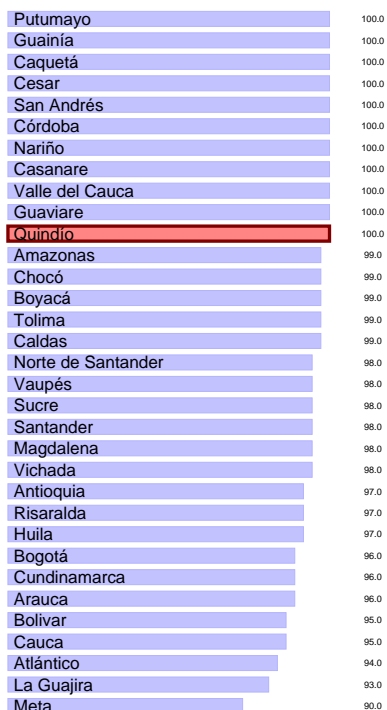 Putumayo 100.0
Guainía 100.0
Caquetá 100.0
Cesar 100.0
San Andrés 100.0
Córdoba 100.0
Nariño 100.0
Casanare 100.0
Valle del Cauca 100.0
Guaviare 100.0
Quindío 100.0
Amazonas 99.0
Chocó 99.0
Boyacá 99.0
Tolima 99.0
Caldas 99.0
Norte de Santander 98.0
Vaupés 98.0
Sucre 98.0
Santander 98.0
Magdalena 98.0
Vichada 98.0
Antioquia 97.0
Risaralda 97.0
Huila 97.0
Bogotá 96.0
Cundinamarca 96.0
Arauca 96.0
Bolivar 95.0
Cauca 95.0
Atlántico 94.0
La Guajira 93.0
Meta 90.0